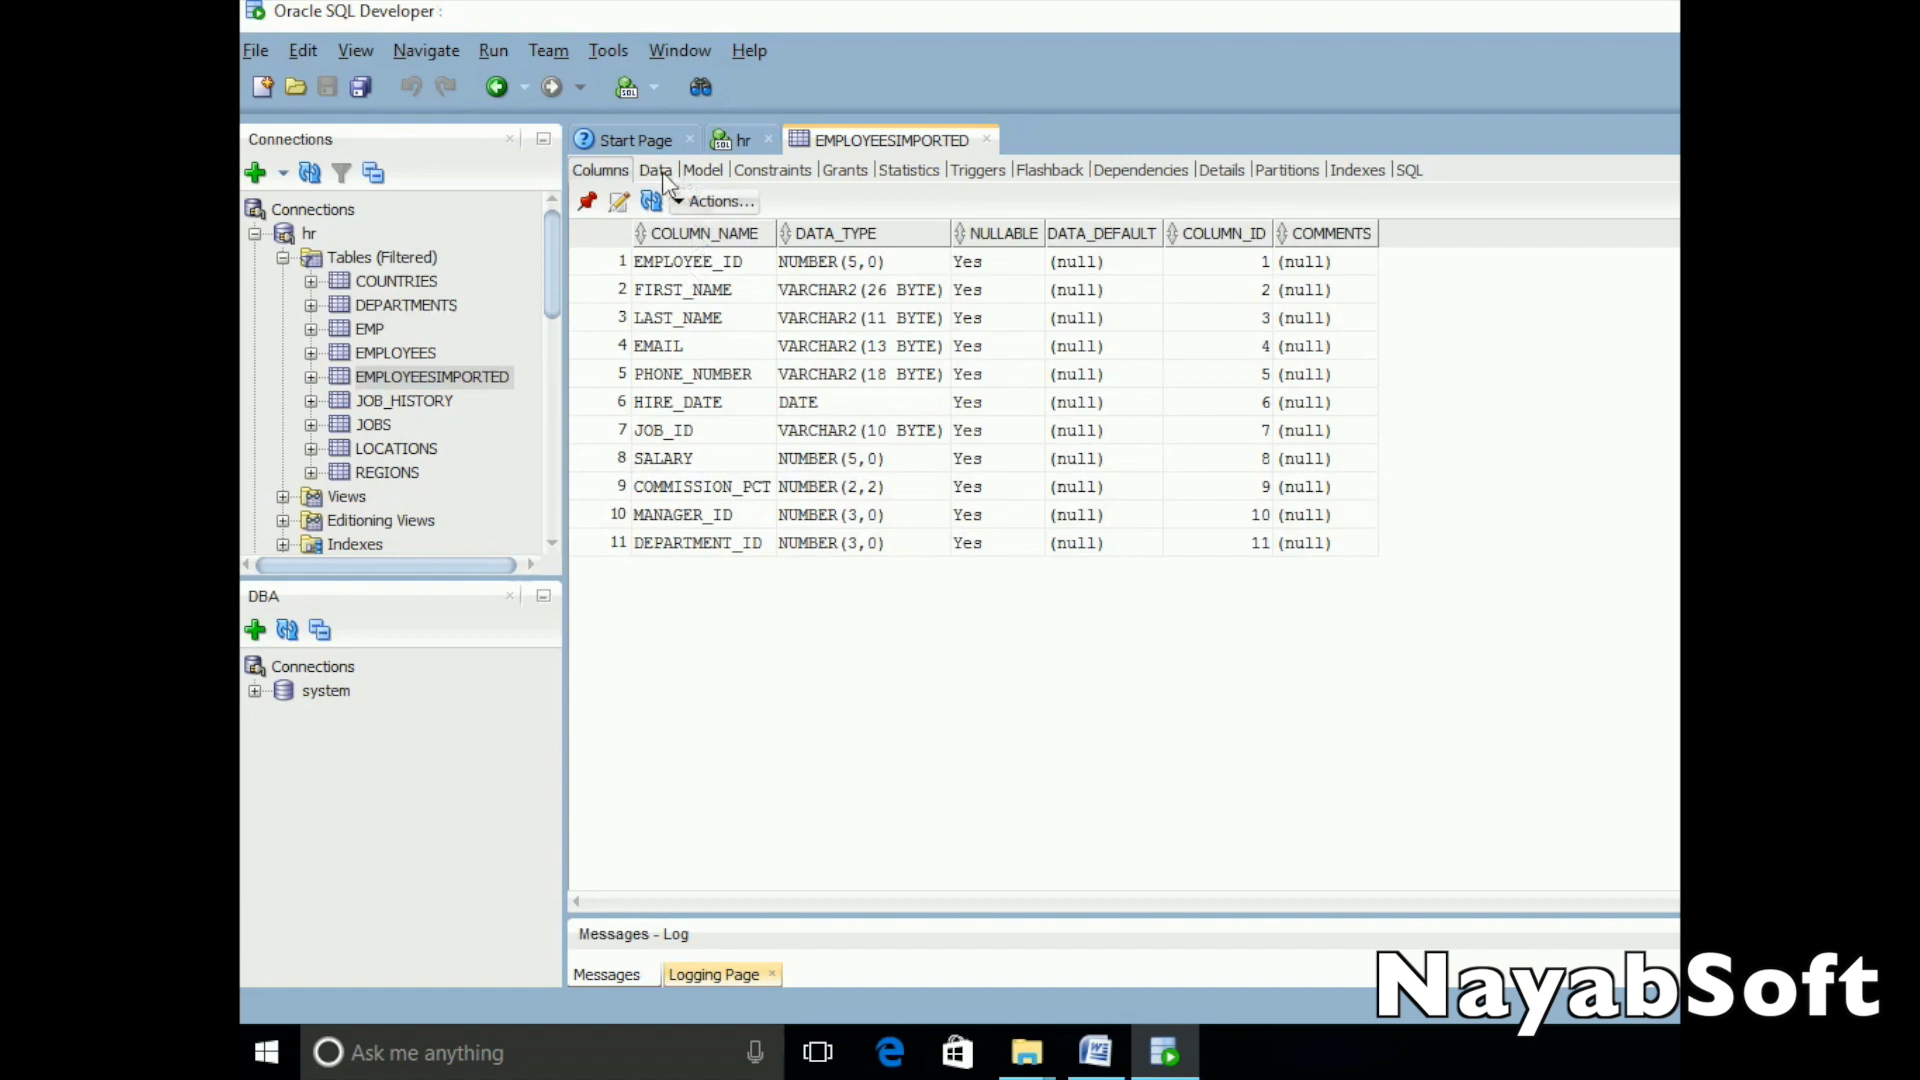 Oracle SQL Developer :
File Edit View Navigate Run Team Tools Window Help
Connections
Start Page hr EMPLOYEESIMPORTED
Columns Data Model Constraints Grants Statistics Triggers Flashback Dependencies Details Partitions Indexes SQL
Actions...
Connections
hr
Tables (Filtered)
COUNTRIES
DEPARTMENTS
EMP
EMPLOYEES
EMPLOYEESIMPORTED
JOB_HISTORY
JOBS
LOCATIONS
REGIONS
Views
Editioning Views
Indexes
COLUMN_NAME DATA_TYPE NULLABLE DATA_DEFAULT COLUMN_ID COMMENTS
1 EMPLOYEE_ID NUMBER(5,0) Yes (null) 1 (null)
2 FIRST_NAME VARCHAR2(26 BYTE) Yes (null) 2 (null)
3 LAST_NAME VARCHAR2(11 BYTE) Yes (null) 3 (null)
4 EMAIL VARCHAR2(13 BYTE) Yes (null) 4 (null)
5 PHONE_NUMBER VARCHAR2(18 BYTE) Yes (null) 5 (null)
6 HIRE_DATE DATE Yes (null) 6 (null)
7 JOB_ID VARCHAR2(10 BYTE) Yes (null) 7 (null)
8 SALARY NUMBER(5,0) Yes (null) 8 (null)
9 COMMISSION_PCT NUMBER(2,2) Yes (null) 9 (null)
10 MANAGER_ID NUMBER(3,0) Yes (null) 10 (null)
11 DEPARTMENT_ID NUMBER(3,0) Yes (null) 11 (null)
DBA
Connections
system
Messages - Log
Messages Logging Page
NayabSoft
Ask me anything